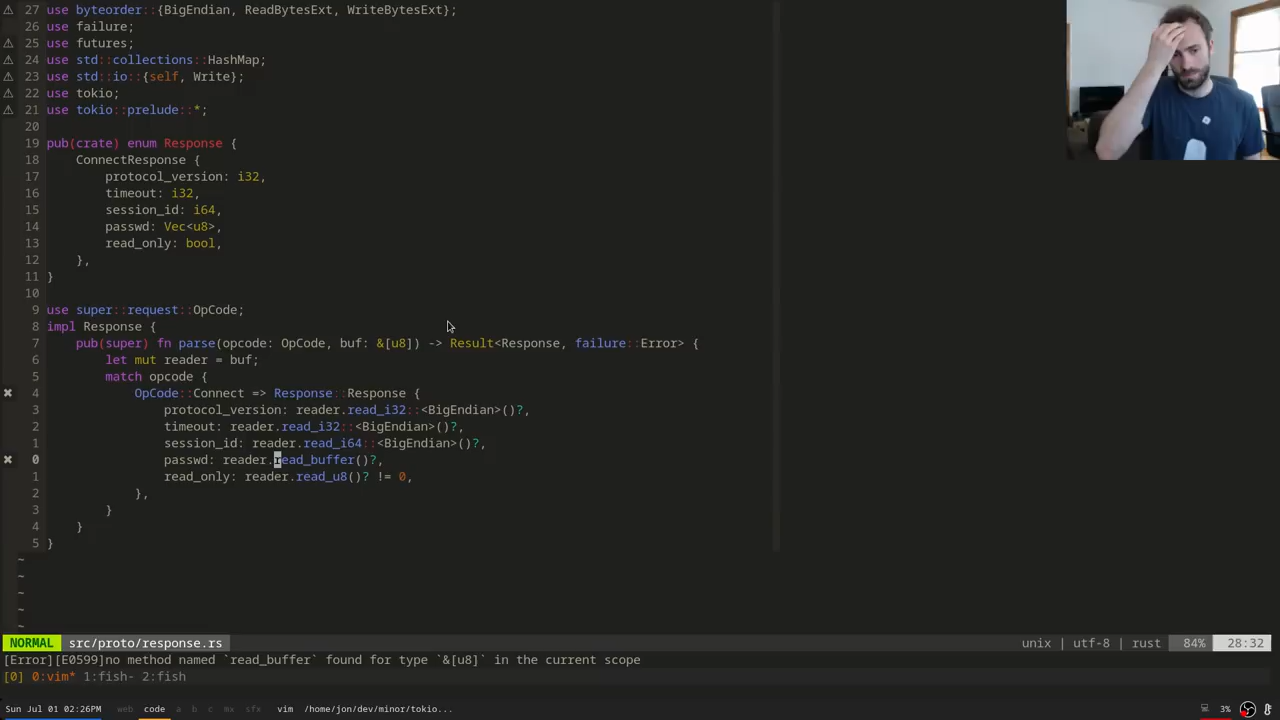 ⚠ 27 use byteorder::{BigEndian, ReadBytesExt, WriteBytesExt};
26 use failure;
⚠ 25 use futures;
⚠ 24 use std::collections::HashMap;
⚠ 23 use std::io::{self, Write};
⚠ 22 use tokio;
⚠ 21 use tokio::prelude::*;
20
19 pub(crate) enum Response {
18     ConnectResponse {
17         protocol_version: i32,
16         timeout: i32,
15         session_id: i64,
14         passwd: Vec<u8>,
13         read_only: bool,
12     },
11 }
10
9 use super::request::OpCode;
8 impl Response {
7     pub(super) fn parse(opcode: OpCode, buf: &[u8]) -> Result<Response, failure::Error> {
6         let mut reader = buf;
5         match opcode {
✖ 4             OpCode::Connect => Response::Response {
3                 protocol_version: reader.read_i32::<BigEndian>()?,
2                 timeout: reader.read_i32::<BigEndian>()?,
1                 session_id: reader.read_i64::<BigEndian>()?,
✖ 0                 passwd: reader.read_buffer()?,
1                 read_only: reader.read_u8()? != 0,
2             },
3         }
4     }
5 }
~
~
~
~
~
NORMAL src/proto/response.rs unix | utf-8 | rust 84% 28:32
[Error][E0599]no method named `read_buffer` found for type `&[u8]` in the current scope
[0] 0:vim* 1:fish- 2:fish
Sun Jul 01 02:26PM web code a b c mx sfx vim /home/jon/dev/minor/tokio... 3%